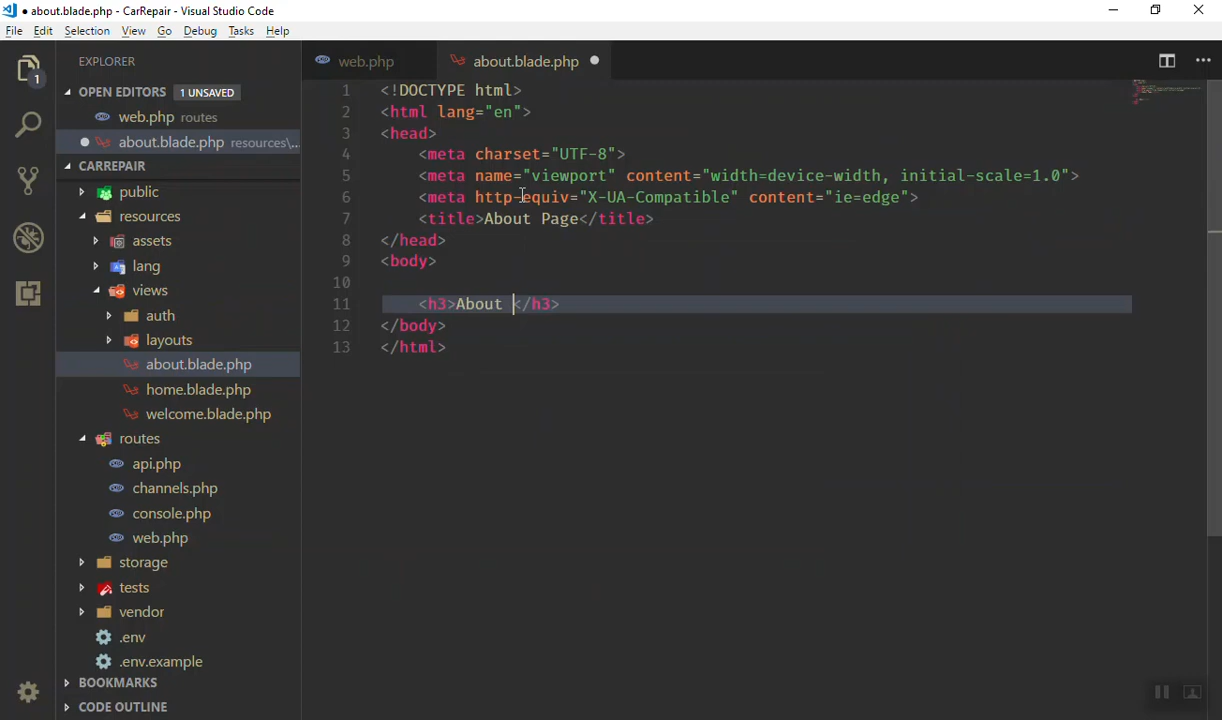 ● about.blade.php - CarRepair - Visual Studio Code
File Edit Selection View Go Debug Tasks Help
EXPLORER
OPEN EDITORS 1 UNSAVED
web.php routes
about.blade.php resources\...
CARREPAIR
public
resources
assets
lang
views
auth
layouts
about.blade.php
home.blade.php
welcome.blade.php
routes
api.php
channels.php
console.php
web.php
storage
tests
vendor
.env
.env.example
BOOKMARKS
CODE OUTLINE
1
web.php about.blade.php
1 <!DOCTYPE html>
2 <html lang="en">
3 <head>
4 <meta charset="UTF-8">
5 <meta name="viewport" content="width=device-width, initial-scale=1.0">
6 <meta http-equiv="X-UA-Compatible" content="ie=edge">
7 <title>About Page</title>
8 </head>
9 <body>
10
11 <h3>About </h3>
12 </body>
13 </html>